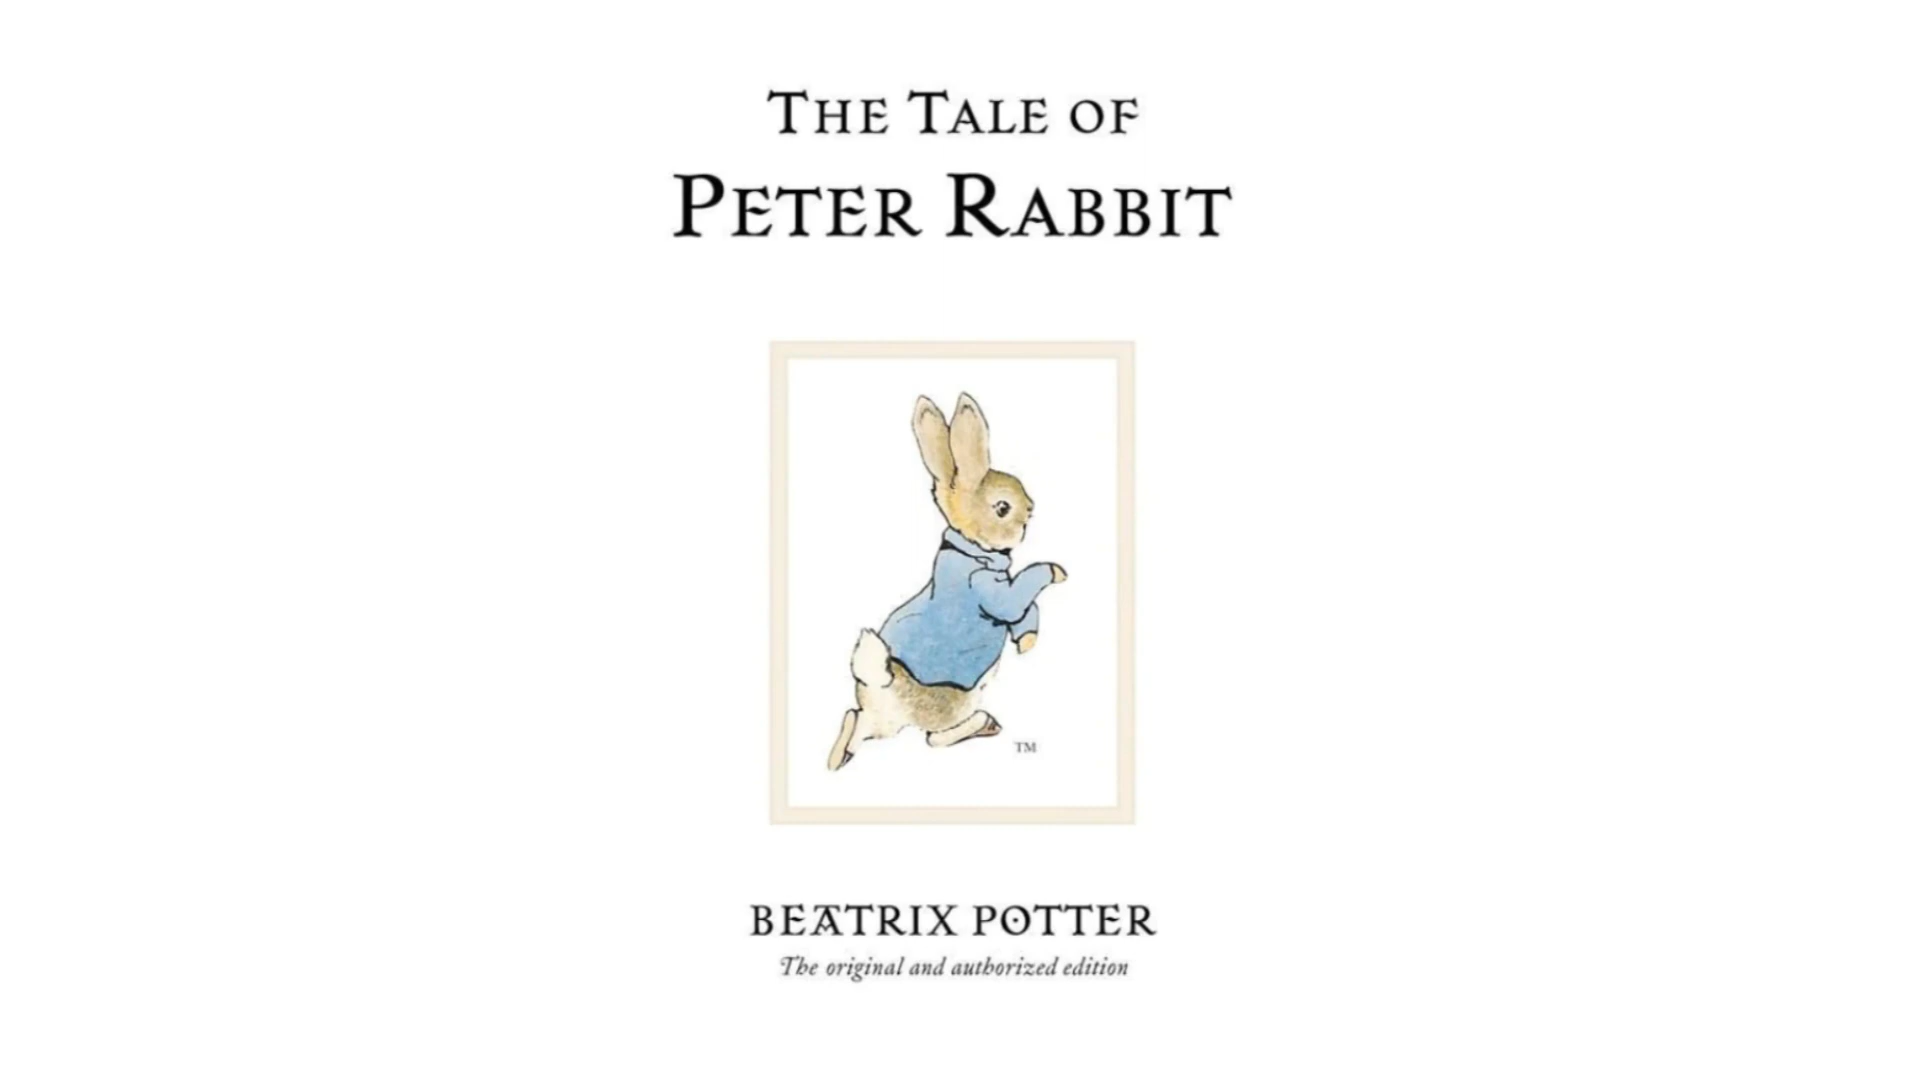 The Tale of
Peter Rabbit
TM
BEATRIX POTTER
The original and authorized edition